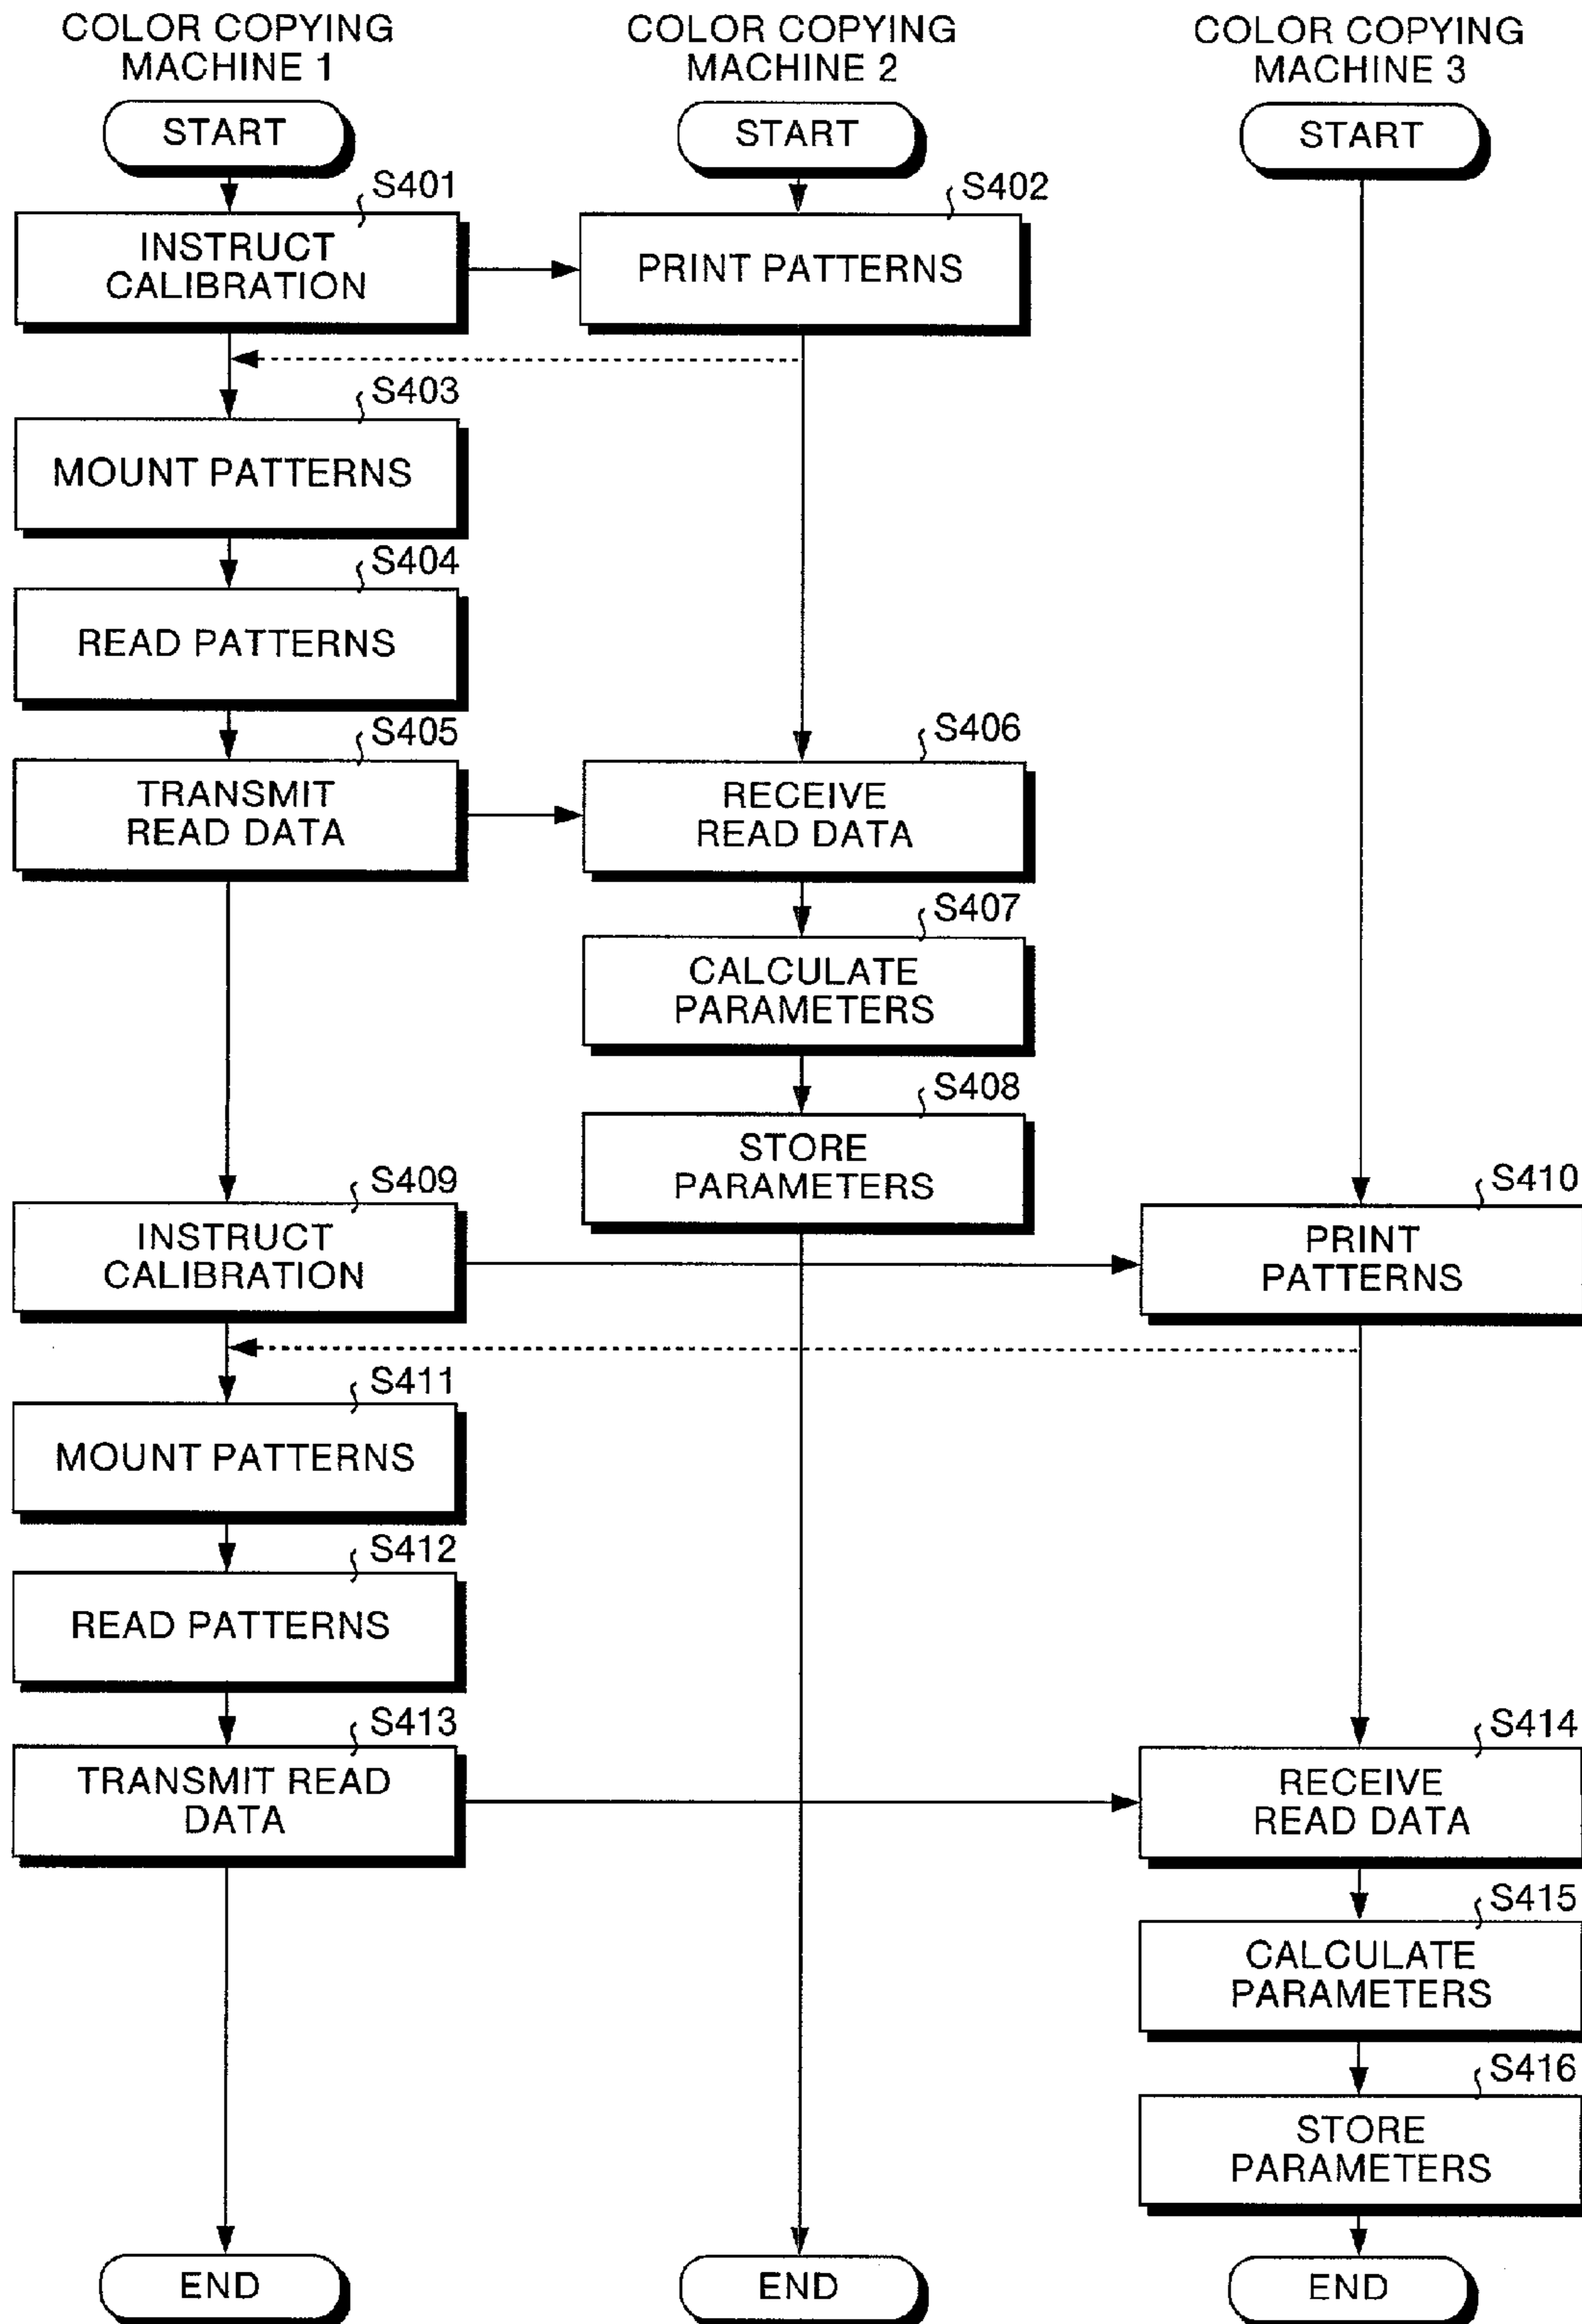 COLOR COPYING
MACHINE 1
COLOR COPYING
MACHINE 2
COLOR COPYING
MACHINE 3
START
START
START
S401
INSTRUCT
CALIBRATION
S402
PRINT PATTERNS
S403
MOUNT PATTERNS
S404
READ PATTERNS
S405
TRANSMIT
READ DATA
S406
RECEIVE
READ DATA
S407
CALCULATE
PARAMETERS
S408
STORE
PARAMETERS
S409
INSTRUCT
CALIBRATION
S410
PRINT
PATTERNS
S411
MOUNT PATTERNS
S412
READ PATTERNS
S413
TRANSMIT READ
DATA
S414
RECEIVE
READ DATA
S415
CALCULATE
PARAMETERS
S416
STORE
PARAMETERS
END
END
END